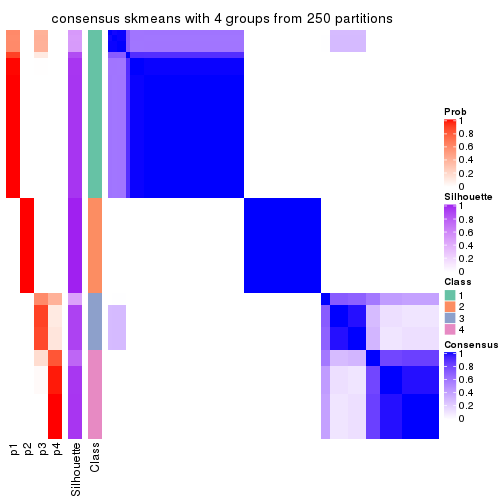 consensus skmeans with 4 groups from 250 partitions
Prob
1
0.8
0.6
0.4
0.2
0
Silhouette
1
0.8
0.6
0.4
0.2
0
Class
1
2
3
4
Consensus
1
0.8
0.6
0.4
0.2
0
p1
p2
p3
p4
Silhouette
Class